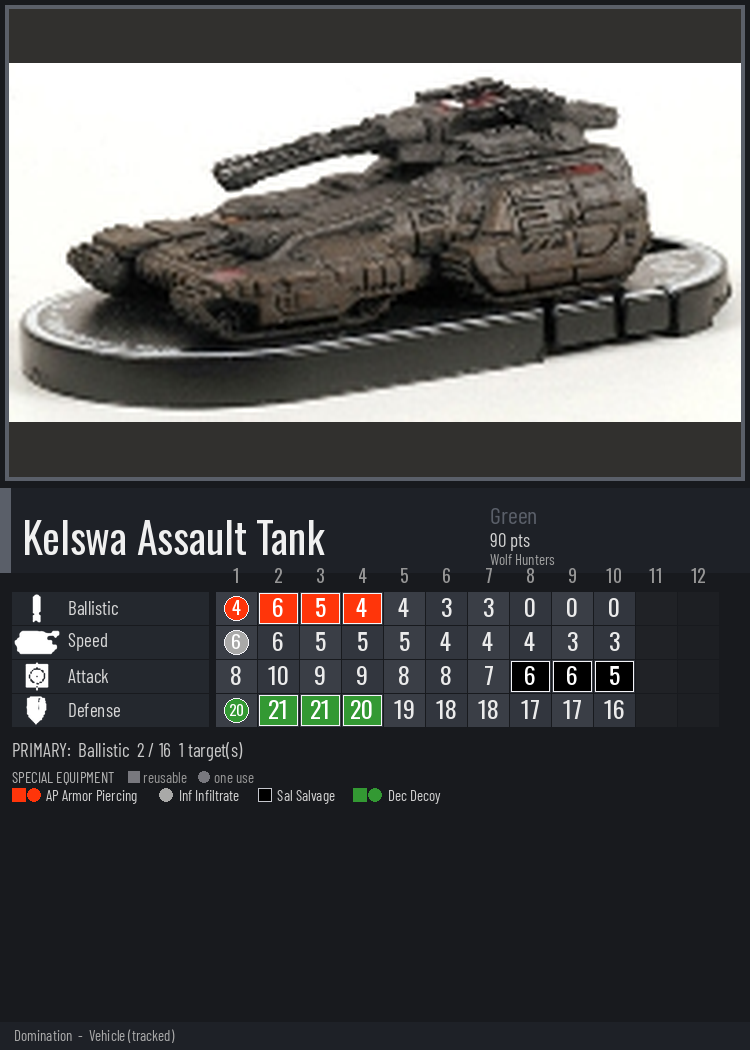 Kelswa Assault Tank
Green
90 pts
Wolf Hunters
1 2 3 4 5 6 7 8 9 10 11 12
Ballistic 4 6 5 4 4 3 3 0 0 0
Speed 6 6 5 5 5 4 4 4 3 3
Attack 8 10 9 9 8 8 7 6 6 5
Defense 20 21 21 20 19 18 18 17 17 16
PRIMARY: Ballistic 2 / 16 1 target(s)
SPECIAL EQUIPMENT reusable one use
AP Armor Piercing Inf Infiltrate Sal Salvage Dec Decoy
Domination - Vehicle (tracked)